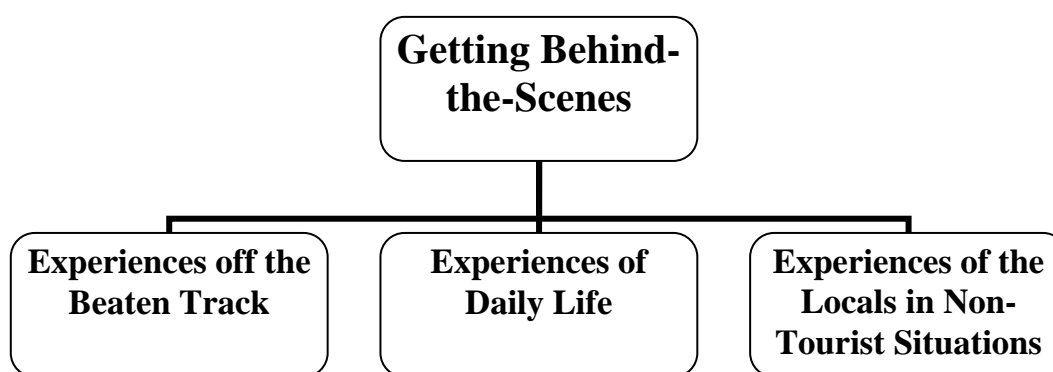 Getting Behind-
the-Scenes
Experiences off the
Beaten Track
Experiences of
Daily Life
Experiences of the
Locals in Non-
Tourist Situations